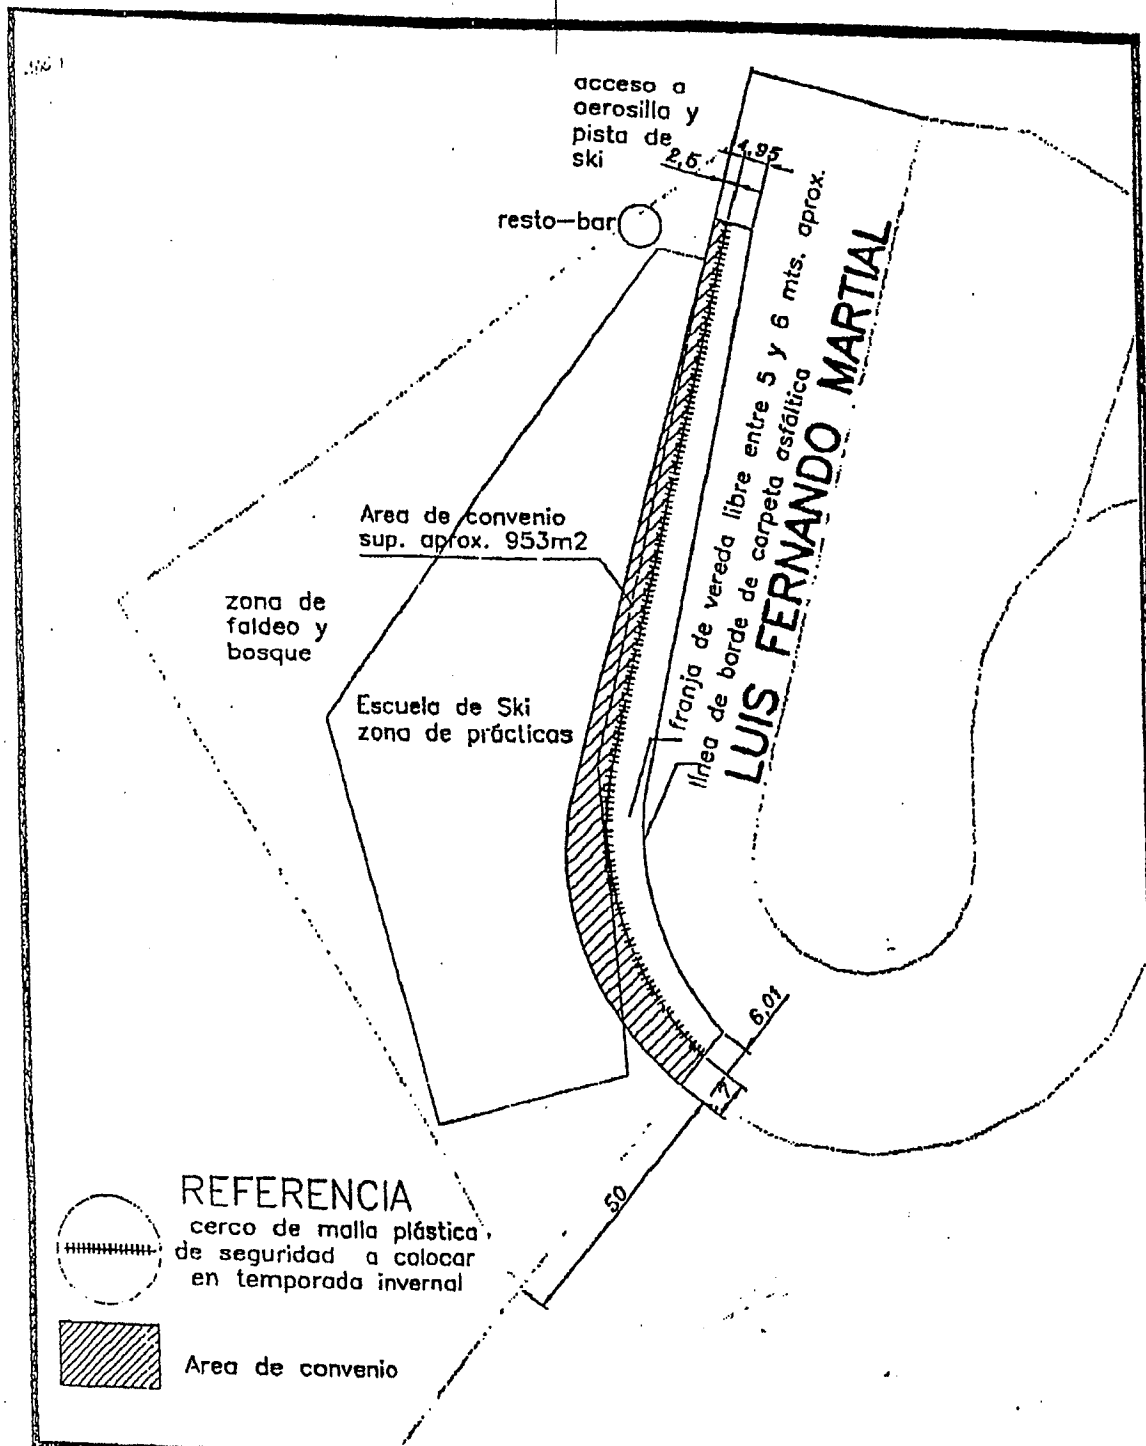 acceso a
aerosilla y
pista de
ski
2,6
4,95
resto-bar
franja de vereda libre entre 5 y 6 mts. aprox.
línea de borde de carpeta asfáltica
LUIS FERNANDO MARTIAL
Area de convenio
sup. aprox. 953m2
zona de
faldeo y
bosque
Escuela de Ski
zona de prácticas
6,01
7
50
REFERENCIA
cerco de malla plástica
de seguridad a colocar
en temporada invernal
Area de convenio